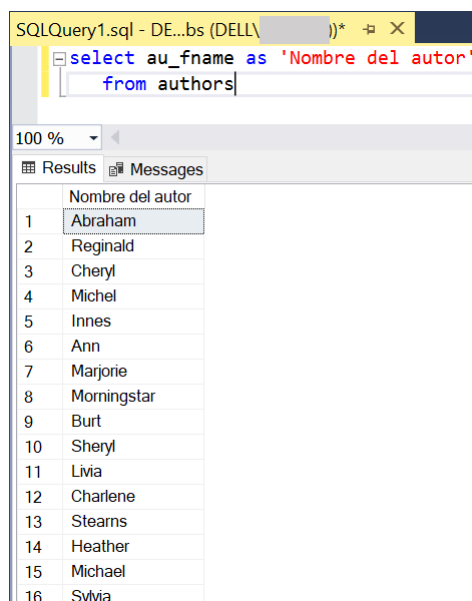 SQLQuery1.sql - DE...bs (DELL\ ))*
select au_fname as 'Nombre del autor'
from authors
100 %
Results Messages
Nombre del autor
1 Abraham
2 Reginald
3 Cheryl
4 Michel
5 Innes
6 Ann
7 Marjorie
8 Morningstar
9 Burt
10 Sheryl
11 Livia
12 Charlene
13 Stearns
14 Heather
15 Michael
16 Sylvia